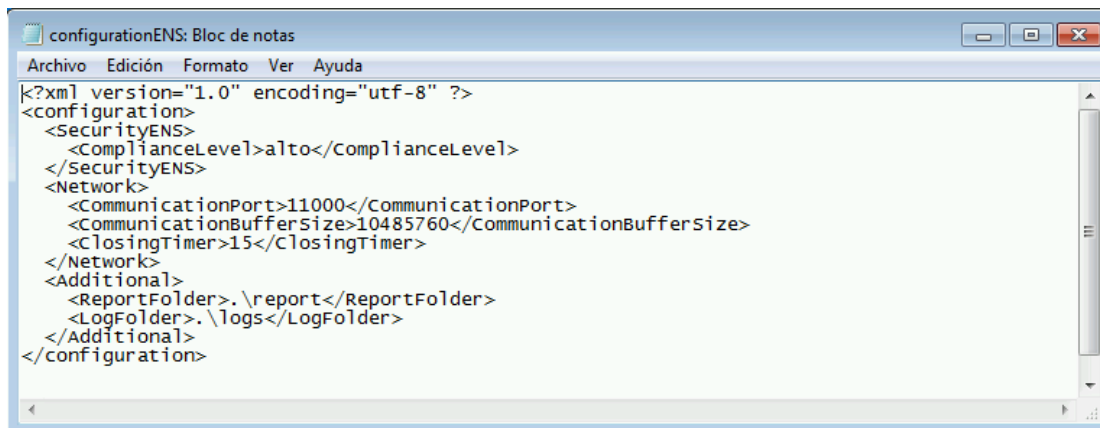 configurationENS: Bloc de notas
Archivo Edición Formato Ver Ayuda
<?xml version="1.0" encoding="utf-8" ?>
<configuration>
  <SecurityENS>
    <ComplianceLevel>alto</ComplianceLevel>
  </SecurityENS>
  <Network>
    <CommunicationPort>11000</CommunicationPort>
    <CommunicationBufferSize>10485760</CommunicationBufferSize>
    <ClosingTimer>15</ClosingTimer>
  </Network>
  <Additional>
    <ReportFolder>.\report</ReportFolder>
    <LogFolder>.\logs</LogFolder>
  </Additional>
</configuration>